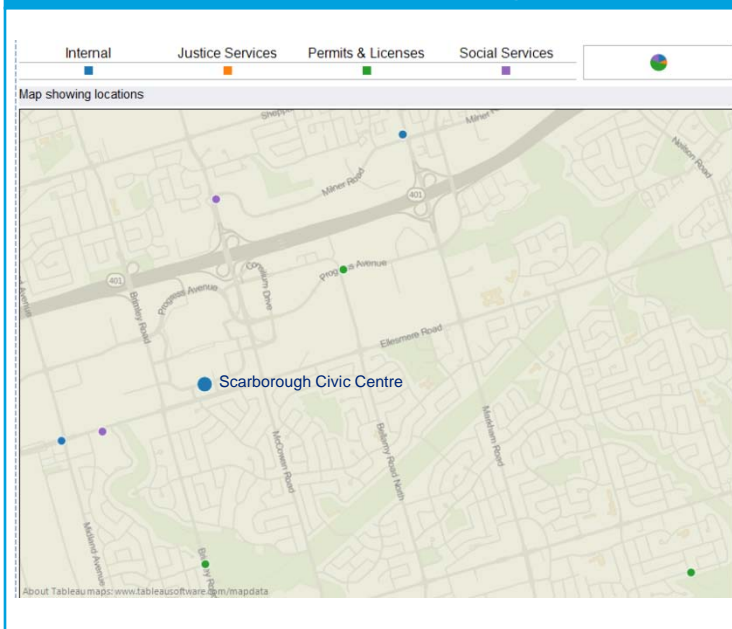 Internal Justice Services Permits & Licenses Social Services
Map showing locations
Milner Road
401
Neilson Road
Progress Avenue
Corsilium Drive
401
Progress Avenue
Brimley Road
Avenue
Ellesmere Road
Scarborough Civic Centre
McCowan Road
Bellamy Road North
Markham Road
Midland Avenue
About Tableau maps: www.tableausoftware.com/mapdata